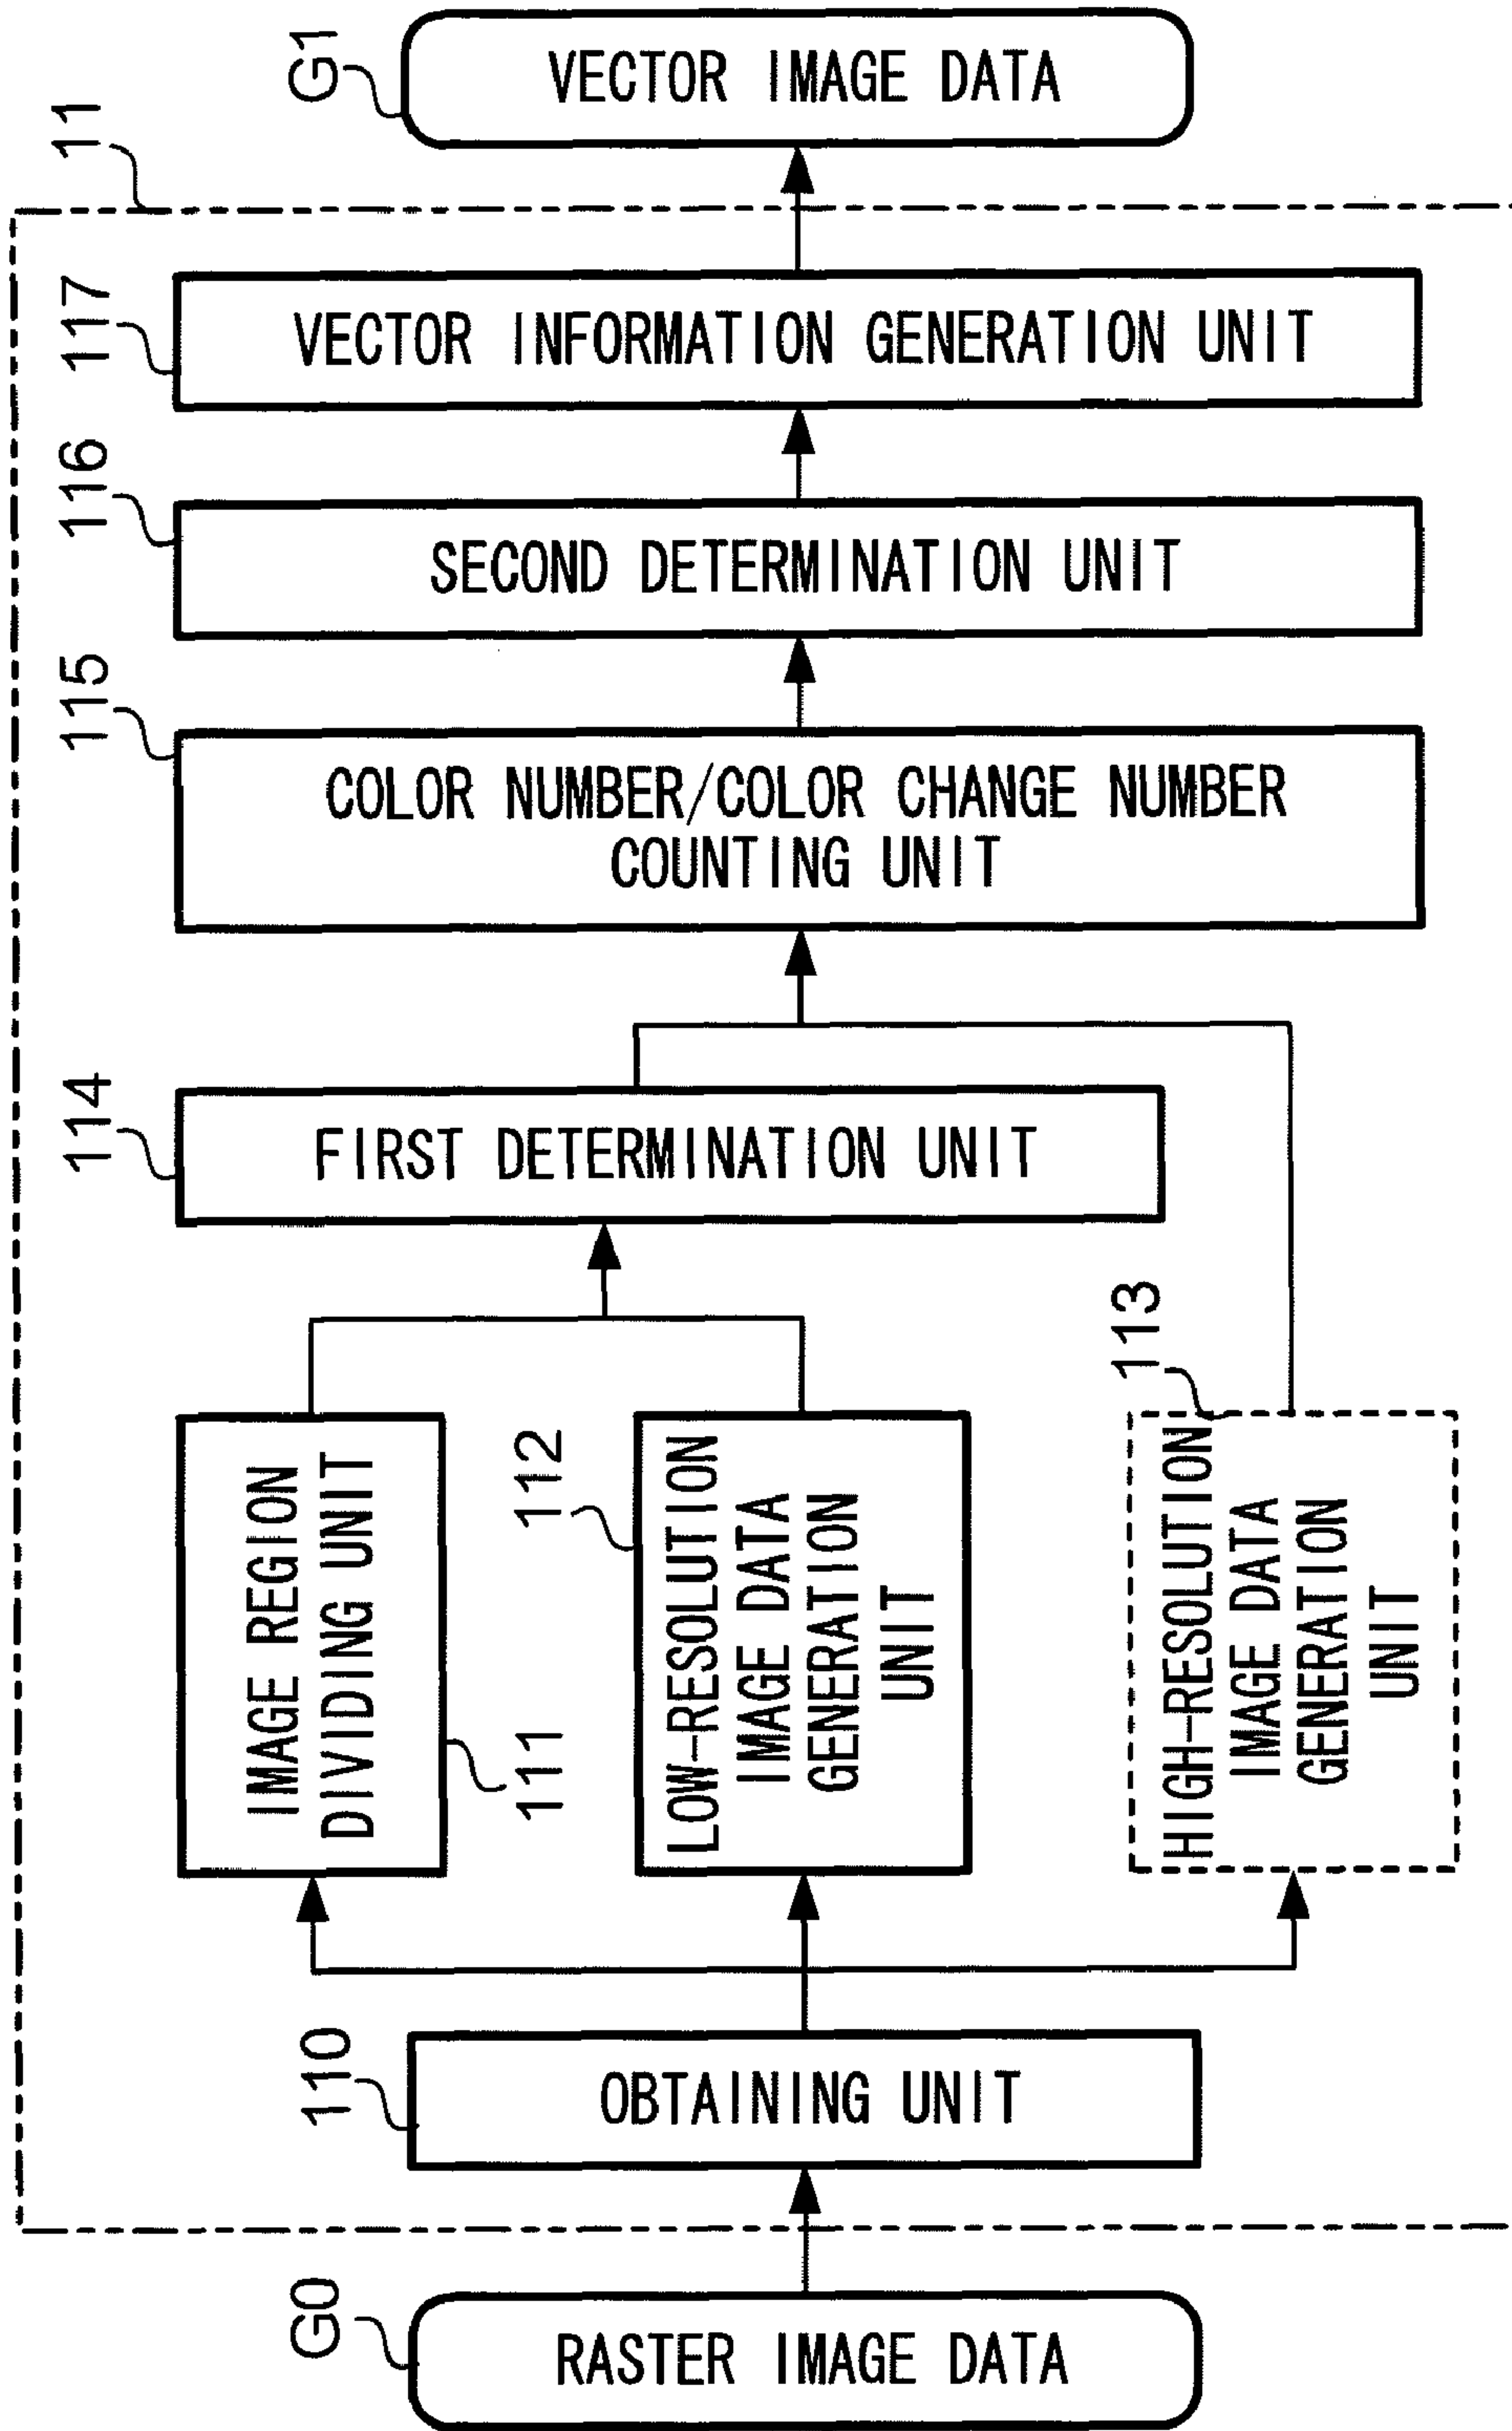 G0
RASTER IMAGE DATA
110
OBTAINING UNIT
IMAGE REGION
DIVIDING UNIT
111
112
LOW-RESOLUTION
IMAGE DATA
GENERATION
UNIT
113
HIGH-RESOLUTION
IMAGE DATA
GENERATION
UNIT
114
FIRST DETERMINATION UNIT
115
COLOR NUMBER/COLOR CHANGE NUMBER
COUNTING UNIT
116
SECOND DETERMINATION UNIT
117
VECTOR INFORMATION GENERATION UNIT
11
G1
VECTOR IMAGE DATA